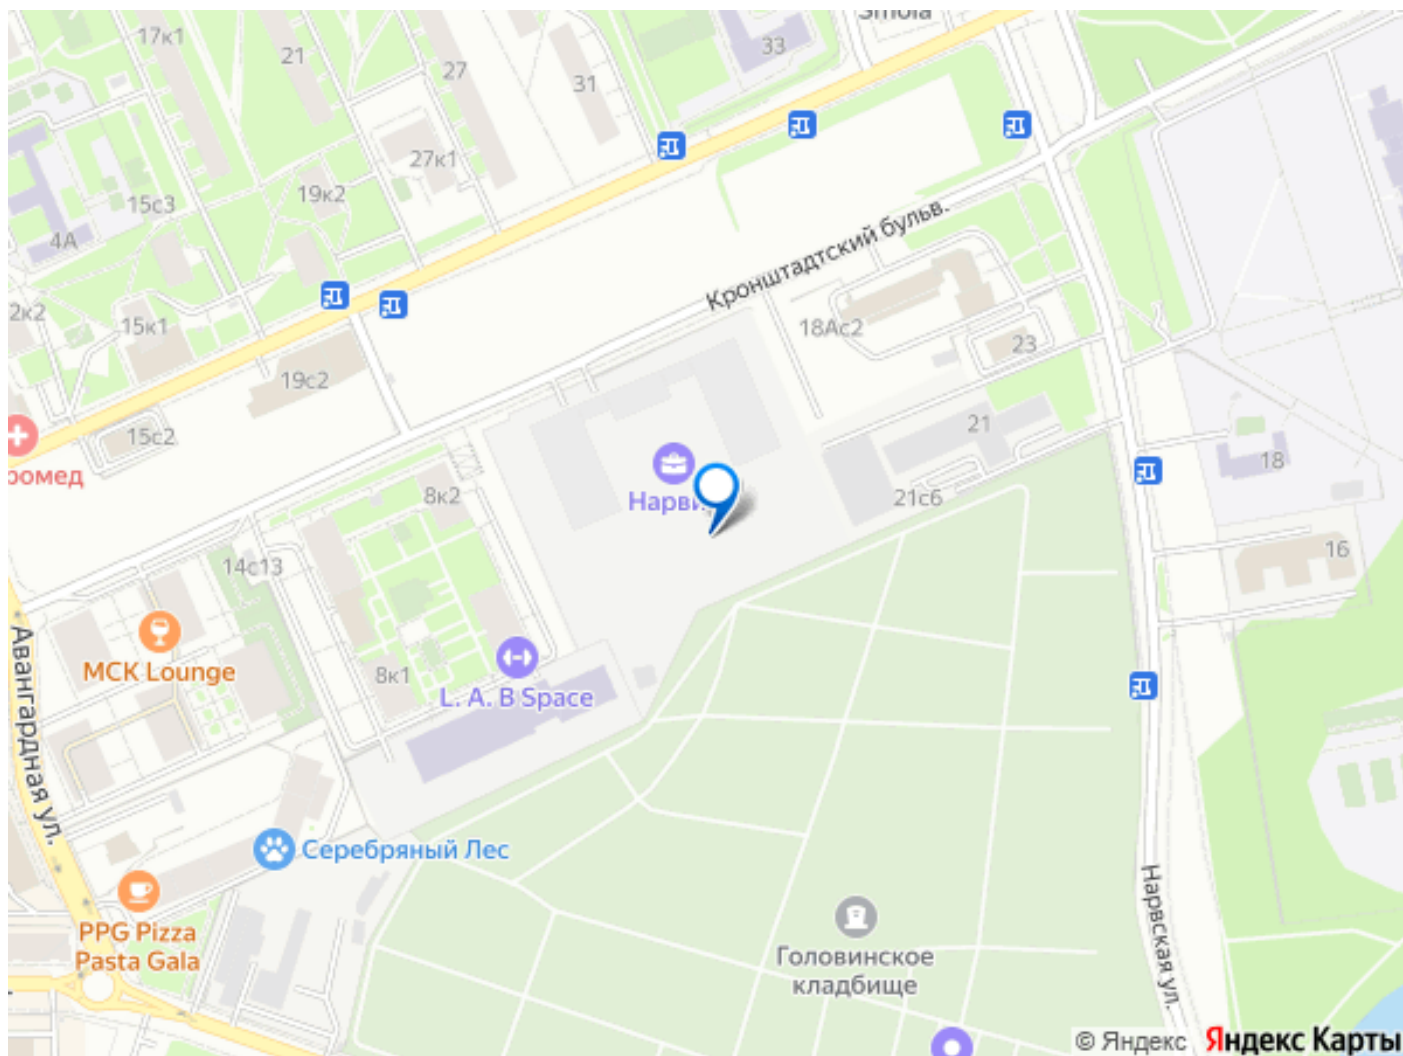 Smola
17к1
21
27
31
33
27к1
19к2
15с3
4А
2к2
15к1
19с2
15с2
ромед
Кронштадтский бульв.
18Ас2
23
21
21с6
18
16
Нарви
8к2
14с13
8к1
МСК Lounge
L. A. B Space
Авангардная ул.
Серебряный Лес
PPG Pizza
Pasta Gala
Головинское
кладбище
Нарвская ул.
© Яндекс Яндекс Карты